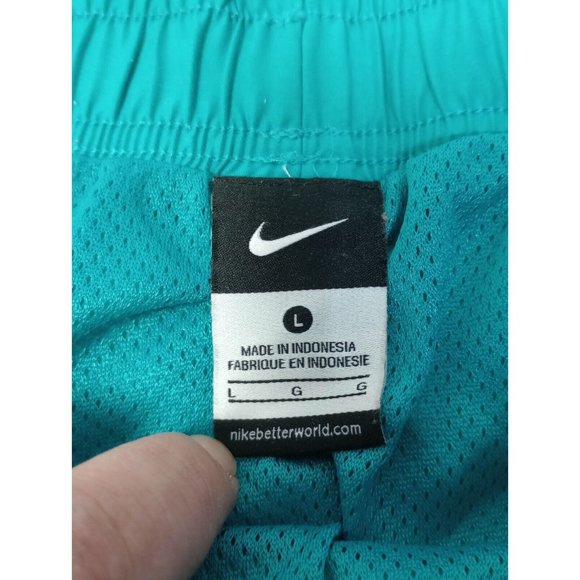 L
MADE IN INDONESIA
FABRIQUE EN INDONESIE
L G G
nikebetterworld.com